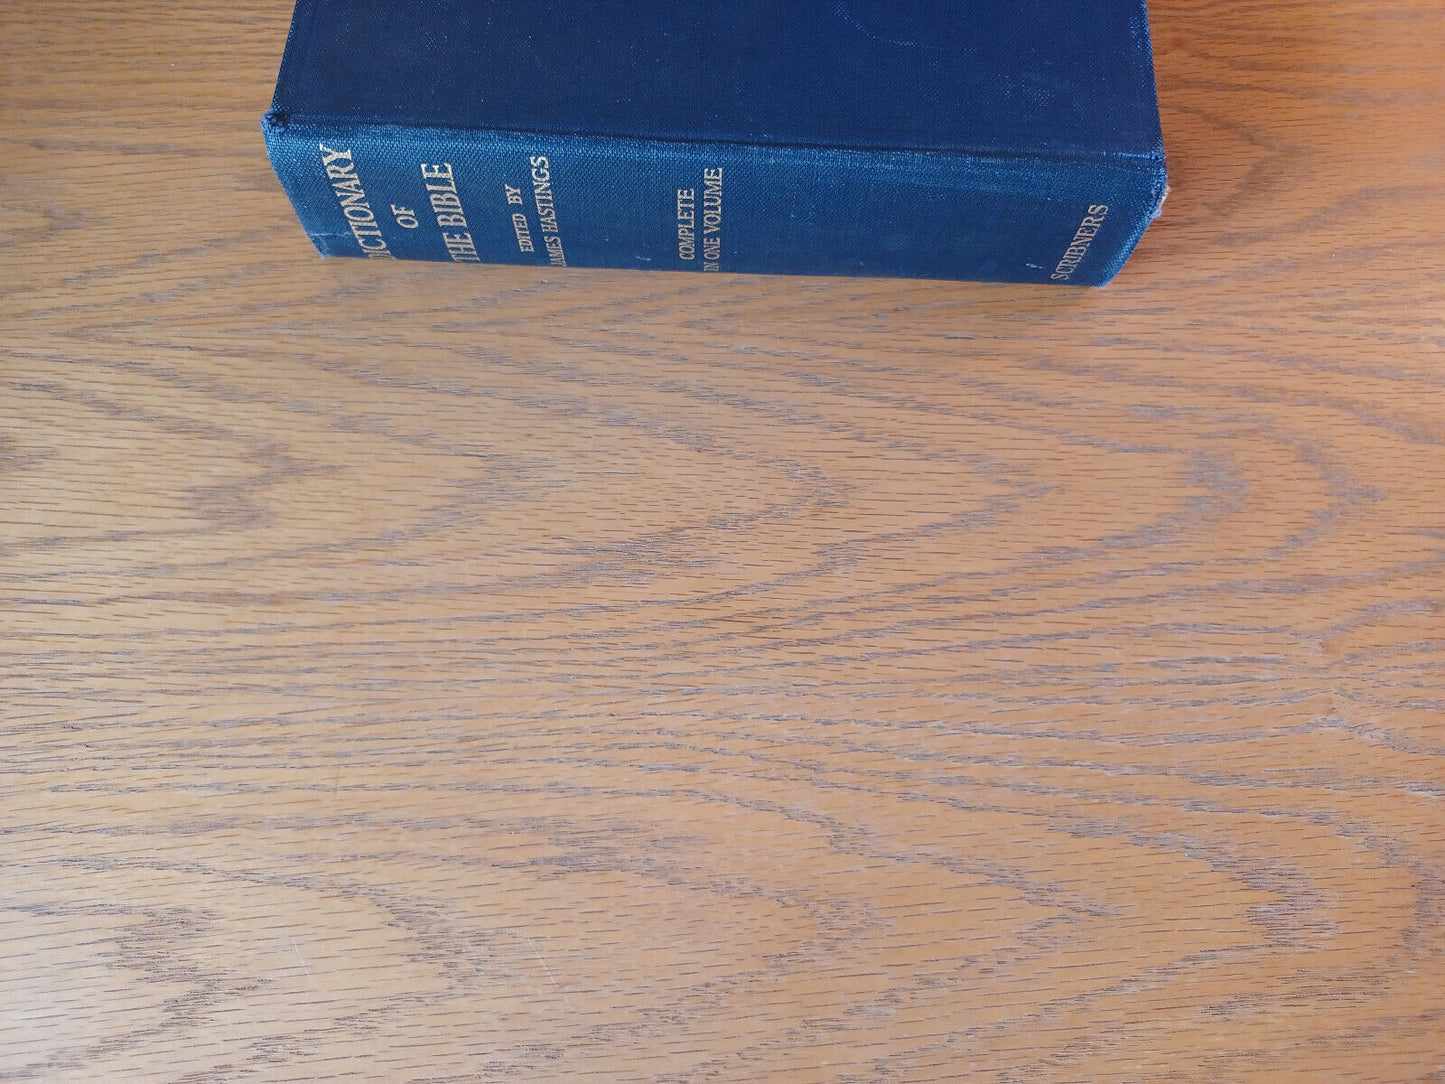 DICTIONARY
OF
THE BIBLE
EDITED BY
JAMES HASTINGS
COMPLETE
IN ONE VOLUME
SCRIBNERS